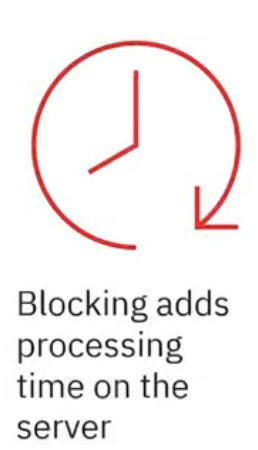 Blocking adds
processing
time on the
server